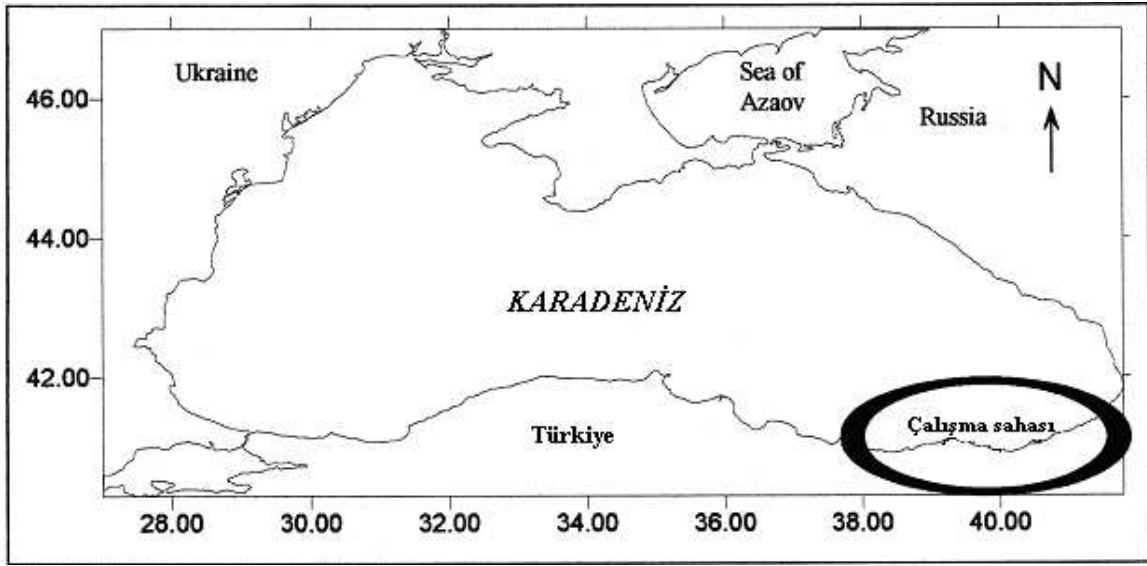 Ukraine
Sea of
Azaov
N
46.00
Russia
44.00
KARADENİZ
42.00
Türkiye
Çalışma sahası
28.00 30.00 32.00 34.00 36.00 38.00 40.00